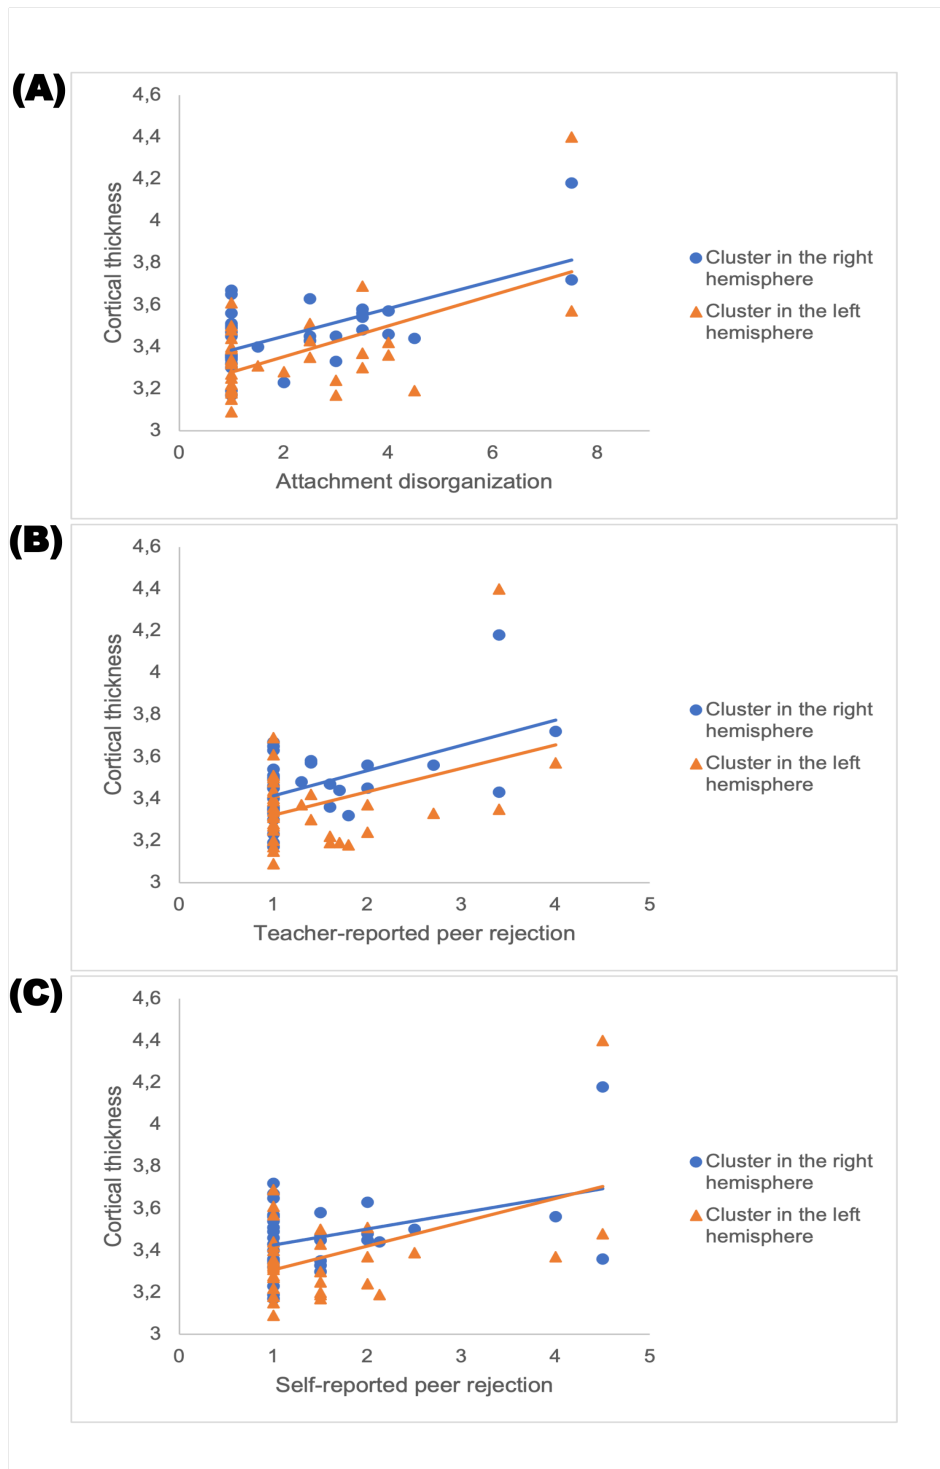 (A)
4,6
4,4
4,2
4
3,8
3,6
3,4
3,2
3
0 2 4 6 8
Cortical thickness
Attachment disorganization
Cluster in the right
hemisphere
Cluster in the left
hemisphere
(B)
4,6
4,4
4,2
4
3,8
3,6
3,4
3,2
3
0 1 2 3 4 5
Cortical thickness
Teacher-reported peer rejection
Cluster in the right
hemisphere
Cluster in the left
hemisphere
(C)
4,6
4,4
4,2
4
3,8
3,6
3,4
3,2
3
0 1 2 3 4 5
Cortical thickness
Self-reported peer rejection
Cluster in the right
hemisphere
Cluster in the left
hemisphere